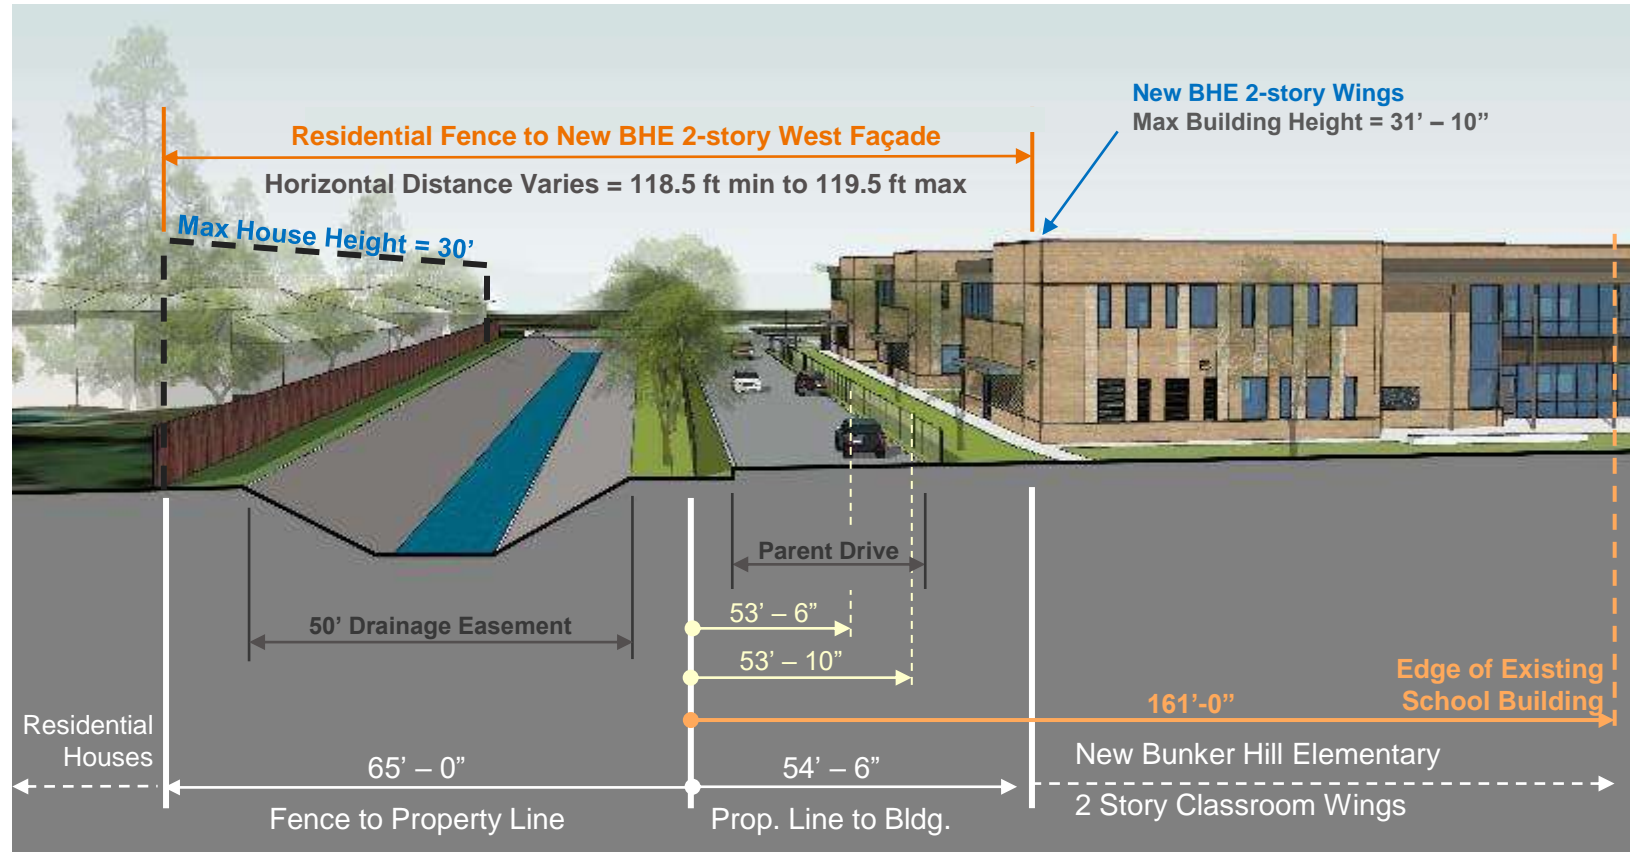 New BHE 2-story Wings
Max Building Height = 31’ – 10”
Residential Fence to New BHE 2-story West Façade
Horizontal Distance Varies = 118.5 ft min to 119.5 ft max
Max House Height = 30’
Parent Drive
53’ – 6”
50’ Drainage Easement
53’ – 10”
Edge of Existing
School Building
161’-0”
Residential
Houses
65’ – 0”
54’ – 6”
New Bunker Hill Elementary
2 Story Classroom Wings
Fence to Property Line
Prop. Line to Bldg.